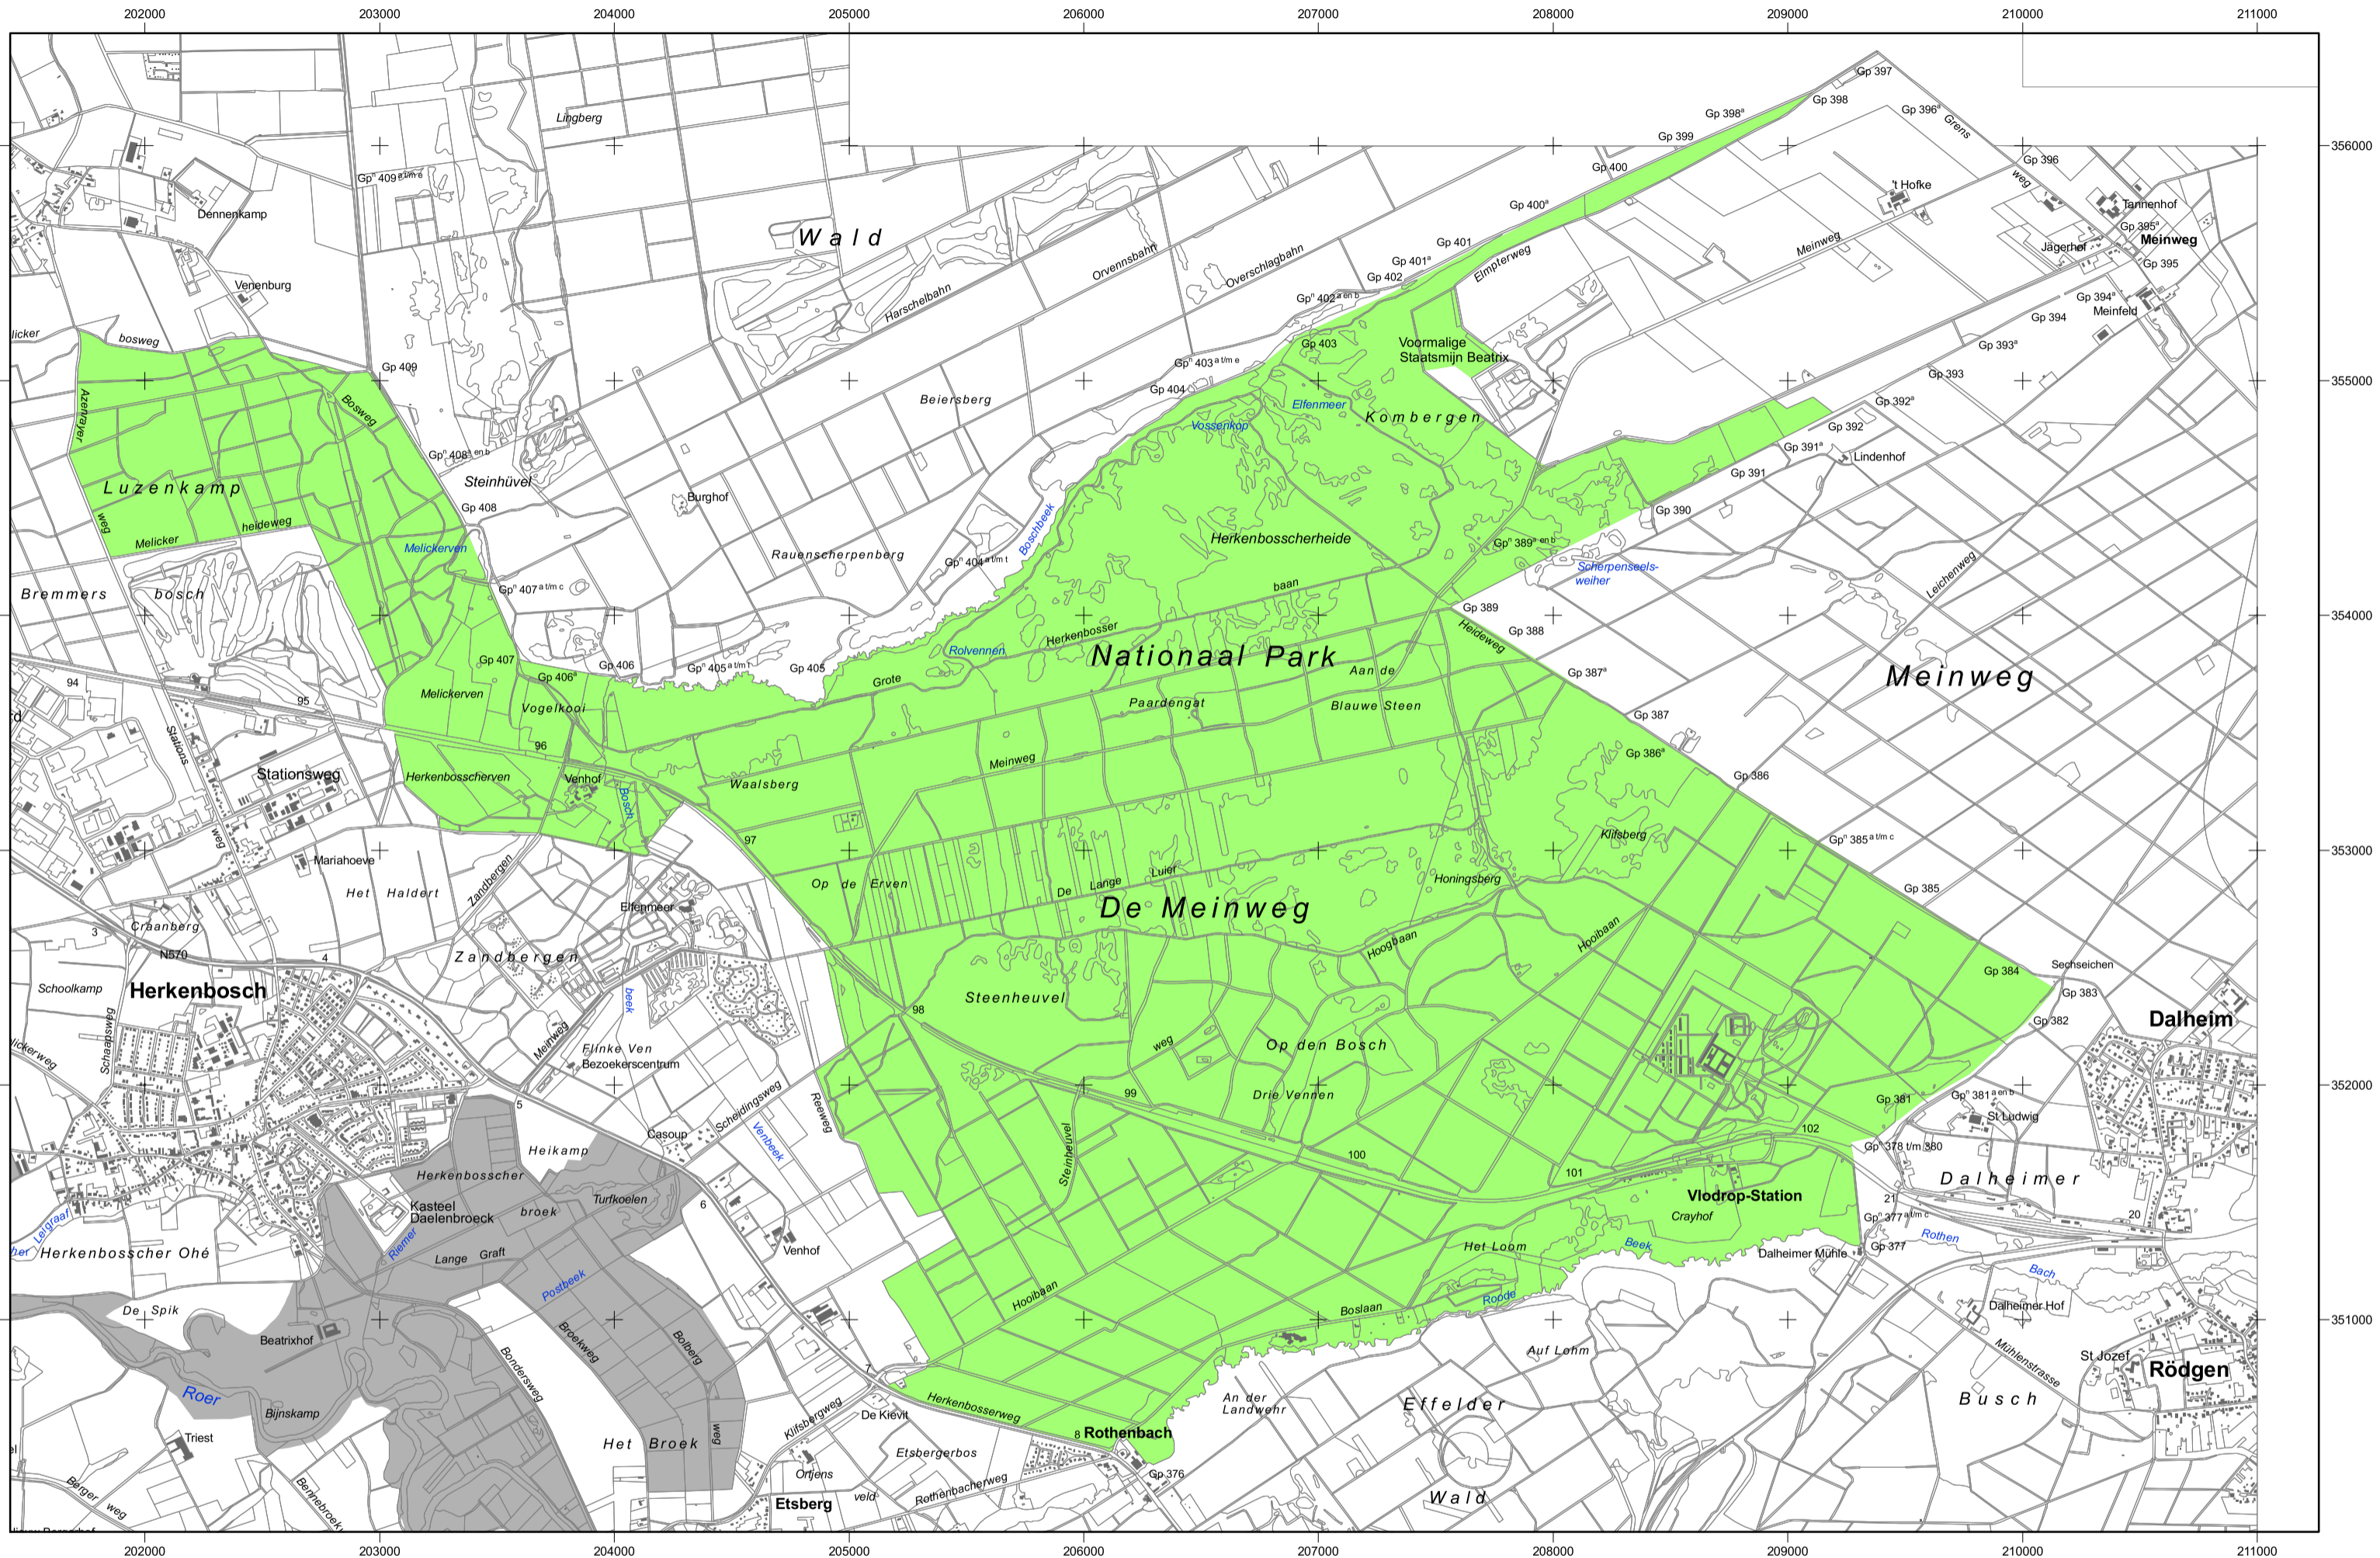 202000 203000 204000 205000 206000 207000 208000 209000 210000 211000
Gp 397
Gp 398
Gp 398a
Gp 396a
Grens
weg
Lingberg
Gp 399
356000
Gp 396
Gp 400
Gpn 409 a t/m e
't Hofke
Dennenkamp
Gp 400a
Tannenhof
Gp 395a
Wald
Gp 401
Meinweg
Meinweg
Jägerhof
Orvennsbahn
Overschlagbahn
Gp 401a
Elmpterweg
Gp 395
Gp 402
Venenburg
Harschelbahn
Gpn 402 a en b
Gp 394a
Meinfeld
Gp 394
licker
bosweg
Gp 403
Voormalige
Staatsmijn Beatrix
Gp 393a
Gp 409
Gpn 403 a t/m e
Gp 393
355000
Gp 404
Azenrayer
weg
Bosweg
Beiersberg
Elfenmeer
Kombergen
Gp 392a
Vossenkop
Gp 392
Gpn 408a en b
Gp 391a
Lindenhof
Steinhüvel
Gp 391
Luzenkamp
Burghof
Gp 408
Gp 390
heideweg
Melicker
Boschbeek
Herkenbosscherheide
Melickerven
Gpn 389a en b
Rauenscherpenberg
Gpn 404 a t/m t
Scherpenseels-
weiher
Leichenweg
Bremmers bosch
Gpn 407 a t/m c
baan
Gp 389
354000
Gp 388
Herkenbosser
Heideweg
Rolvennen
Nationaal Park
Gp 407
Gp 406
Gpn 405 a t/m f
Gp 405
Meinweg
Gp 406a
Grote
Aan de
Gp 387a
94
Melickerven
95
Vogelkooi
Paardengat
Blauwe Steen
Gp 387
Stations
weg
96
Gp 386a
Meinweg
Stationsweg
Herkenbosscherven
Venhof
Waalsberg
Gp 386
Bosch
beek
97
Klifsberg
Gpn 385 a t/m c
353000
Mariahoeve
Het Haldert
Zandbergen
Op de Erven
De Lange Luier
Honingsberg
Gp 385
Elfenmeer
De Meinweg
Craanberg
3
N570
4
Zandbergen
Hoogbaan
Hooibaan
Sechseichen
Gp 384
Schoolkamp
Herkenbosch
Steenheuvel
Gp 383
98
Dalheim
Gp 382
Schaapsweg
Meinweg
Flinke Ven
Bezoekerscentrum
weg
Op den Bosch
lickerweg
Scheidingsweg
352000
5
Reeweg
99
Drie Vennen
Gp 381
Gpn 381 a en b
St Ludwig
Casoup
Venbeek
102
Heikamp
Steinheuvel
100
Gpn 378 t/m 380
Herkenbosscher
broek
101
Dalheimer
Turfkoelen
Vlodrop-Station
21
Kasteel
Daelenbroeck
6
Crayhof
Gpn 377 a t/m c
20
Leigraaf
her
Riemer
Herkenbosscher Ohé
Lange Graft
Venhof
Het Loom
Beek
Dalheimer Mühle
Gp 377
Rothen
Bach
Postbeek
Hooibaan
Roode
De Spik
Boslaan
Dalheimer Hof
351000
Beatrixhof
Broekweg
Bolberg
weg
Auf Lohm
Mühlenstrasse
St Jozef
Bondersweg
7
Rödgen
Roer
An der
Landwehr
Effelder
Busch
Bijnskamp
Klifsbergweg
De Kievit
Herkenbosserweg
8
Rothenbach
Triest
Het Broek
Etsbergerbos
Gp 376
Ortjens
veld
Rothenbacherweg
Wald
Berger
weg
Bennebroekw
Etsberg
202000 203000 204000 205000 206000 207000 208000 209000 210000 211000